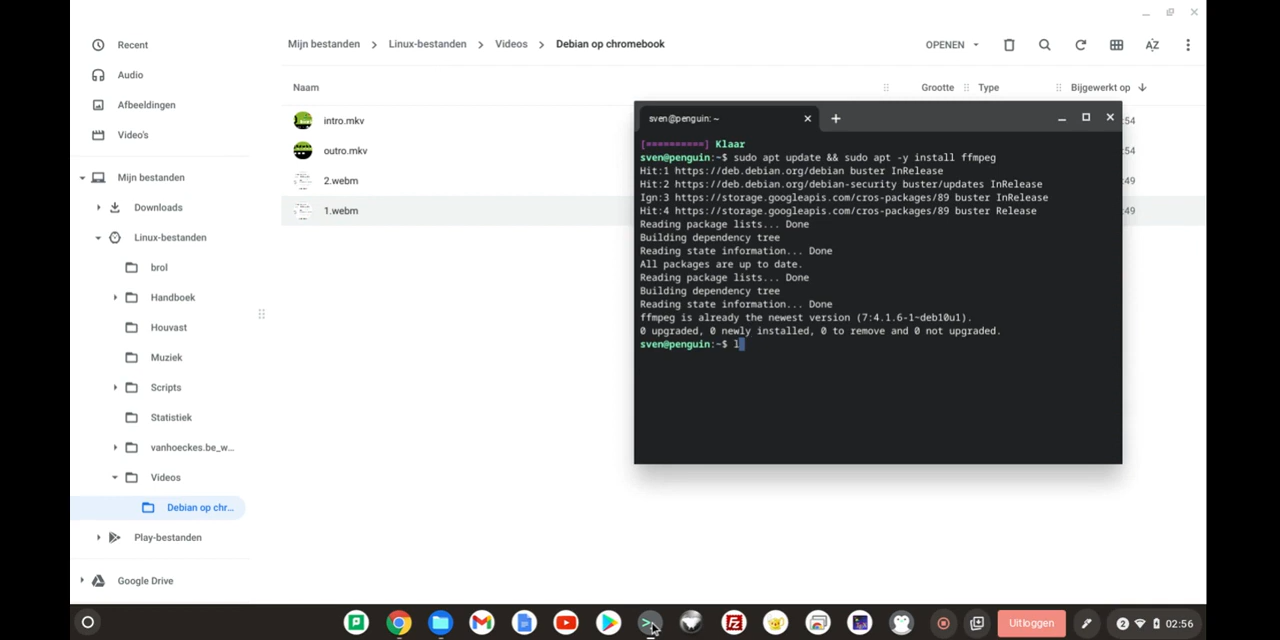 Recent
Audio
Afbeeldingen
Video's
Mijn bestanden
Downloads
Linux-bestanden
brol
Handboek
Houvast
Muziek
Scripts
Statistiek
vanhoeckes.be_w...
Videos
Debian op chr...
Play-bestanden
Google Drive
Mijn bestanden > Linux-bestanden > Videos > Debian op chromebook
OPENEN
AZ
Naam Grootte Type Bijgewerkt op
intro.mkv :54
outro.mkv :54
2.webm :49
1.webm :49
sven@penguin: ~
[==========] Klaar
sven@penguin:~$ sudo apt update && sudo apt -y install ffmpeg
Hit:1 https://deb.debian.org/debian buster InRelease
Hit:2 https://deb.debian.org/debian-security buster/updates InRelease
Ign:3 https://storage.googleapis.com/cros-packages/89 buster InRelease
Hit:4 https://storage.googleapis.com/cros-packages/89 buster Release
Reading package lists... Done
Building dependency tree
Reading state information... Done
All packages are up to date.
Reading package lists... Done
Building dependency tree
Reading state information... Done
ffmpeg is already the newest version (7:4.1.6-1~deb10u1).
0 upgraded, 0 newly installed, 0 to remove and 0 not upgraded.
sven@penguin:~$ l
Uitloggen
2
02:56